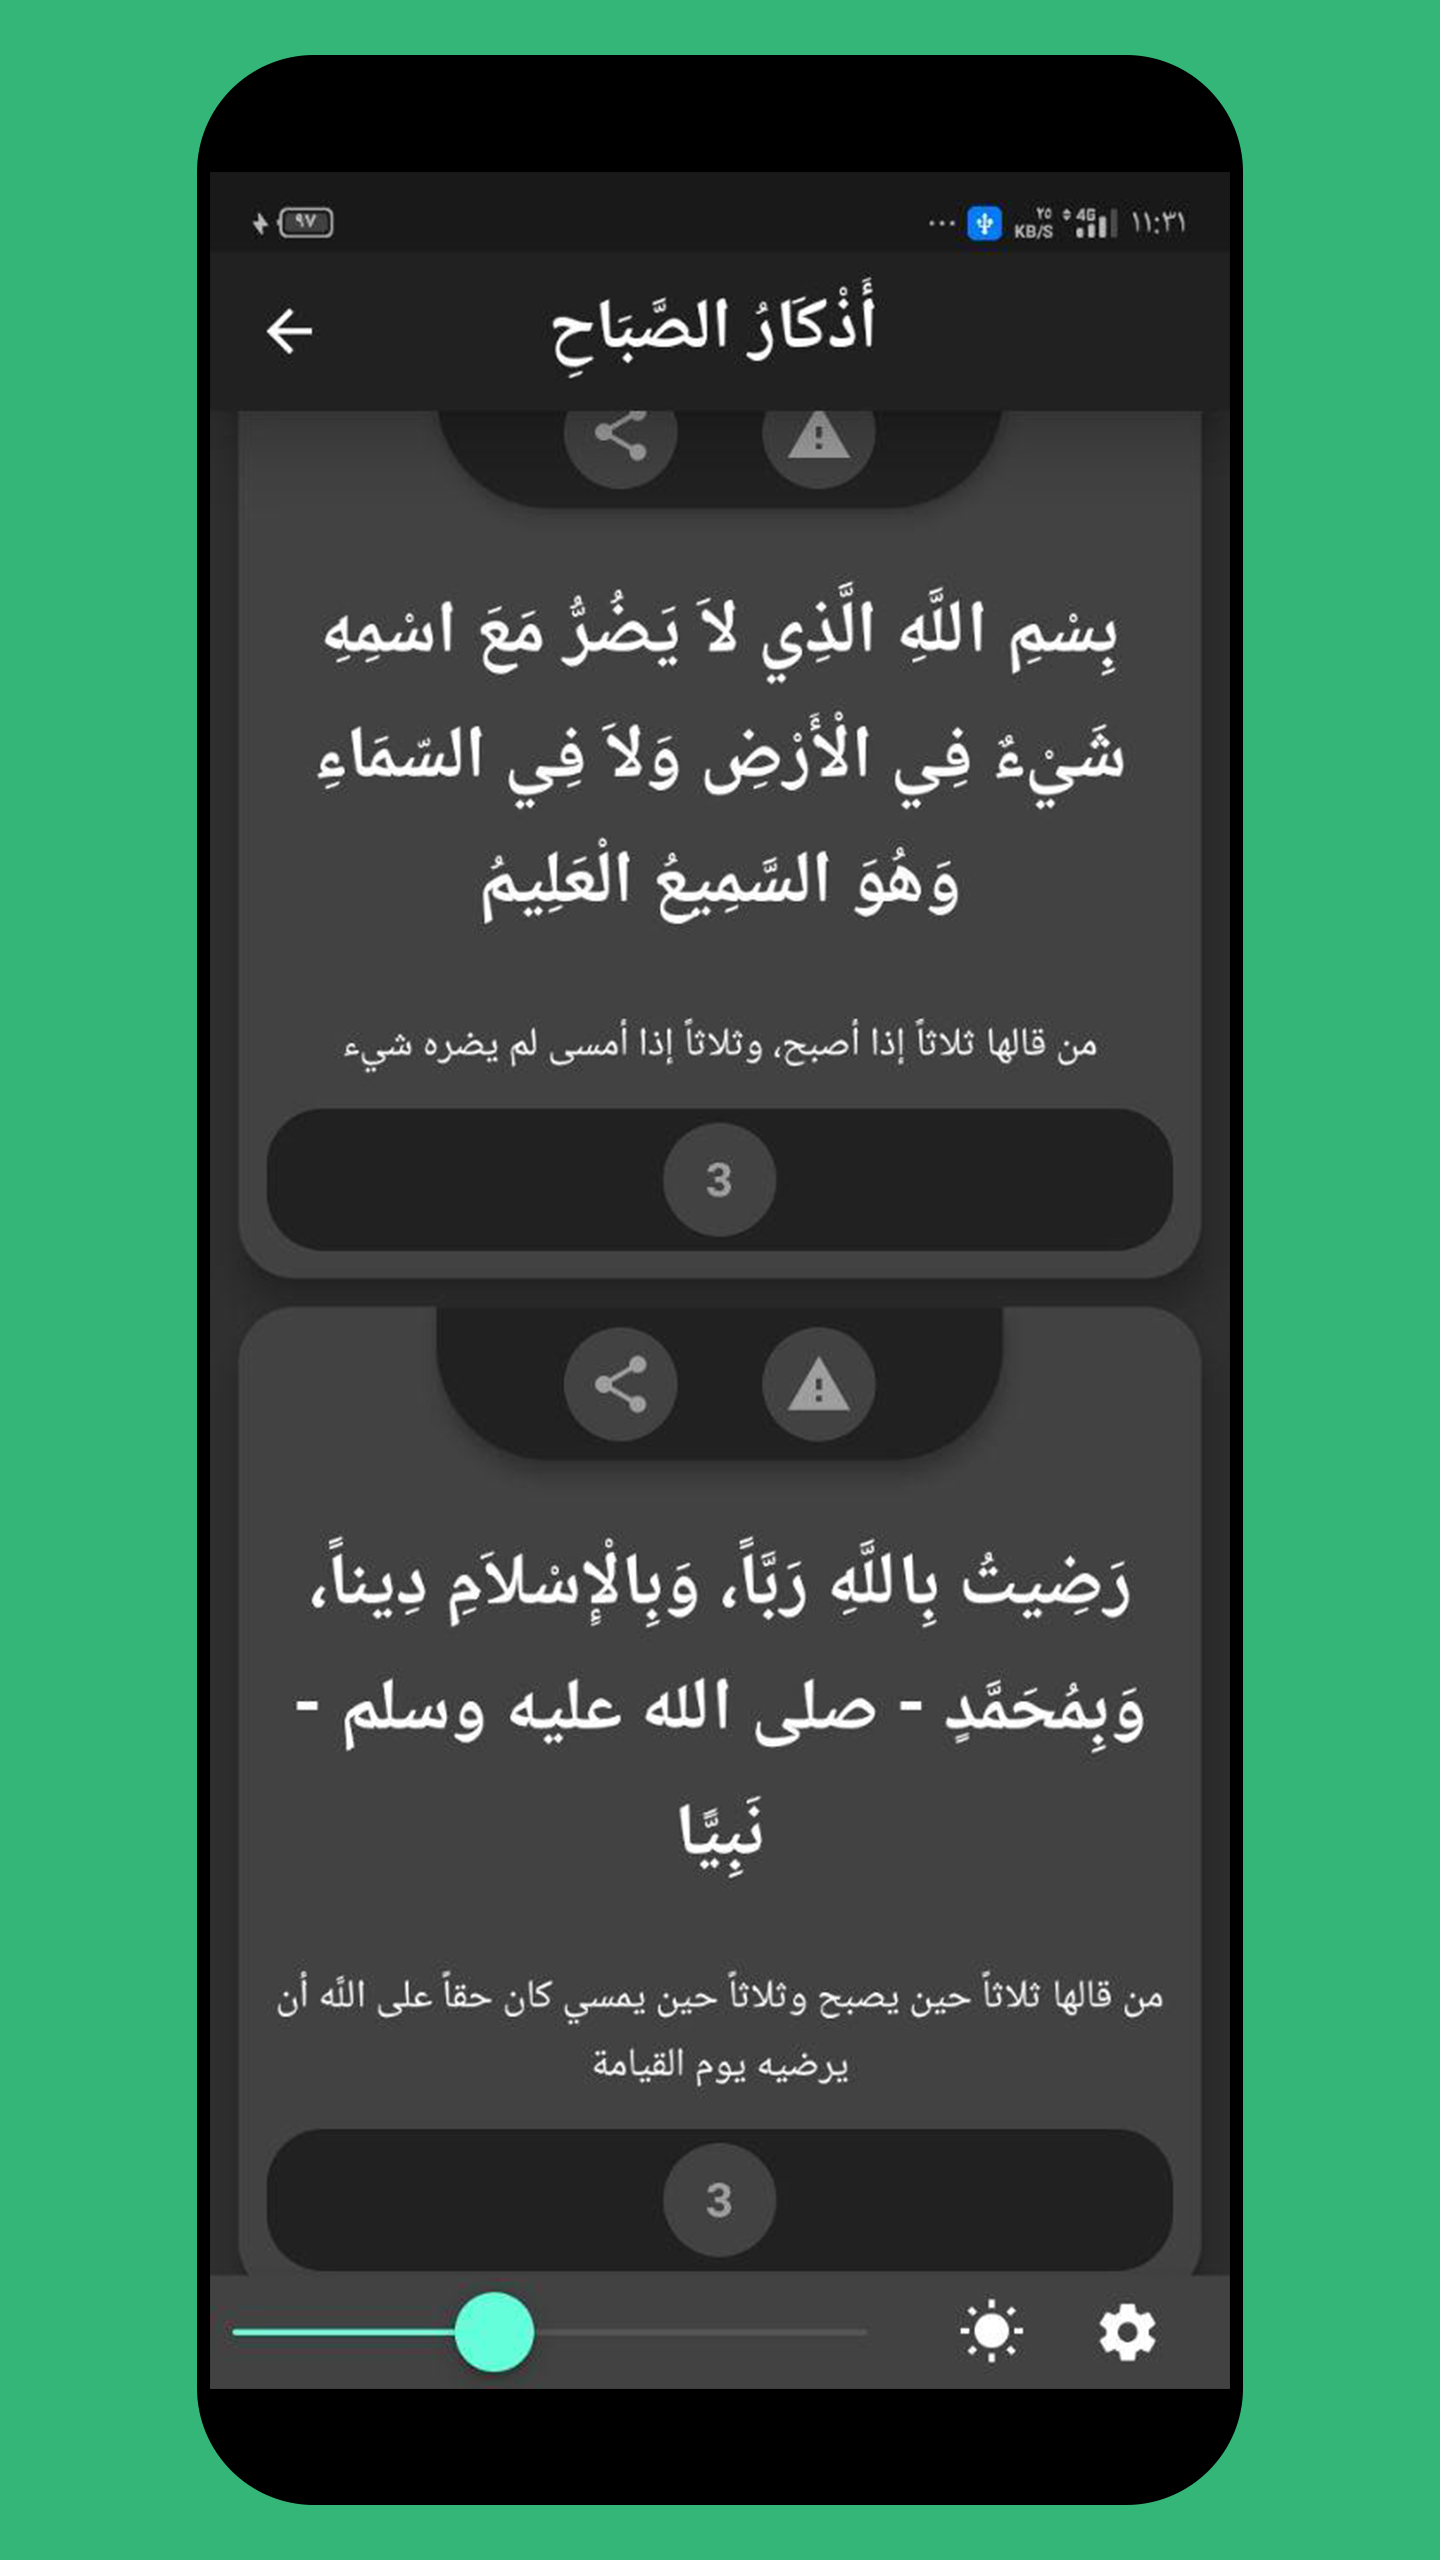 ٩٧
٢٥ KB/S 4G ١١:٣١
أَذْكَارُ الصَّبَاحِ
بِسْمِ اللَّهِ الَّذِي لاَ يَضُرُّ مَعَ اسْمِهِ
شَيْءٌ فِي الْأَرْضِ وَلاَ فِي السّمَاءِ
وَهُوَ السَّمِيعُ الْعَلِيمُ
من قالها ثلاثاً إذا أصبح، وثلاثاً إذا أمسى لم يضره شيء
3
رَضِيتُ بِاللَّهِ رَبَّاً، وَبِالْإِسْلاَمِ دِيناً،
وَبِمُحَمَّدٍ - صلى الله عليه وسلم -
نَبِيَّا
من قالها ثلاثاً حين يصبح وثلاثاً حين يمسي كان حقاً على اللَّه أن
يرضيه يوم القيامة
3